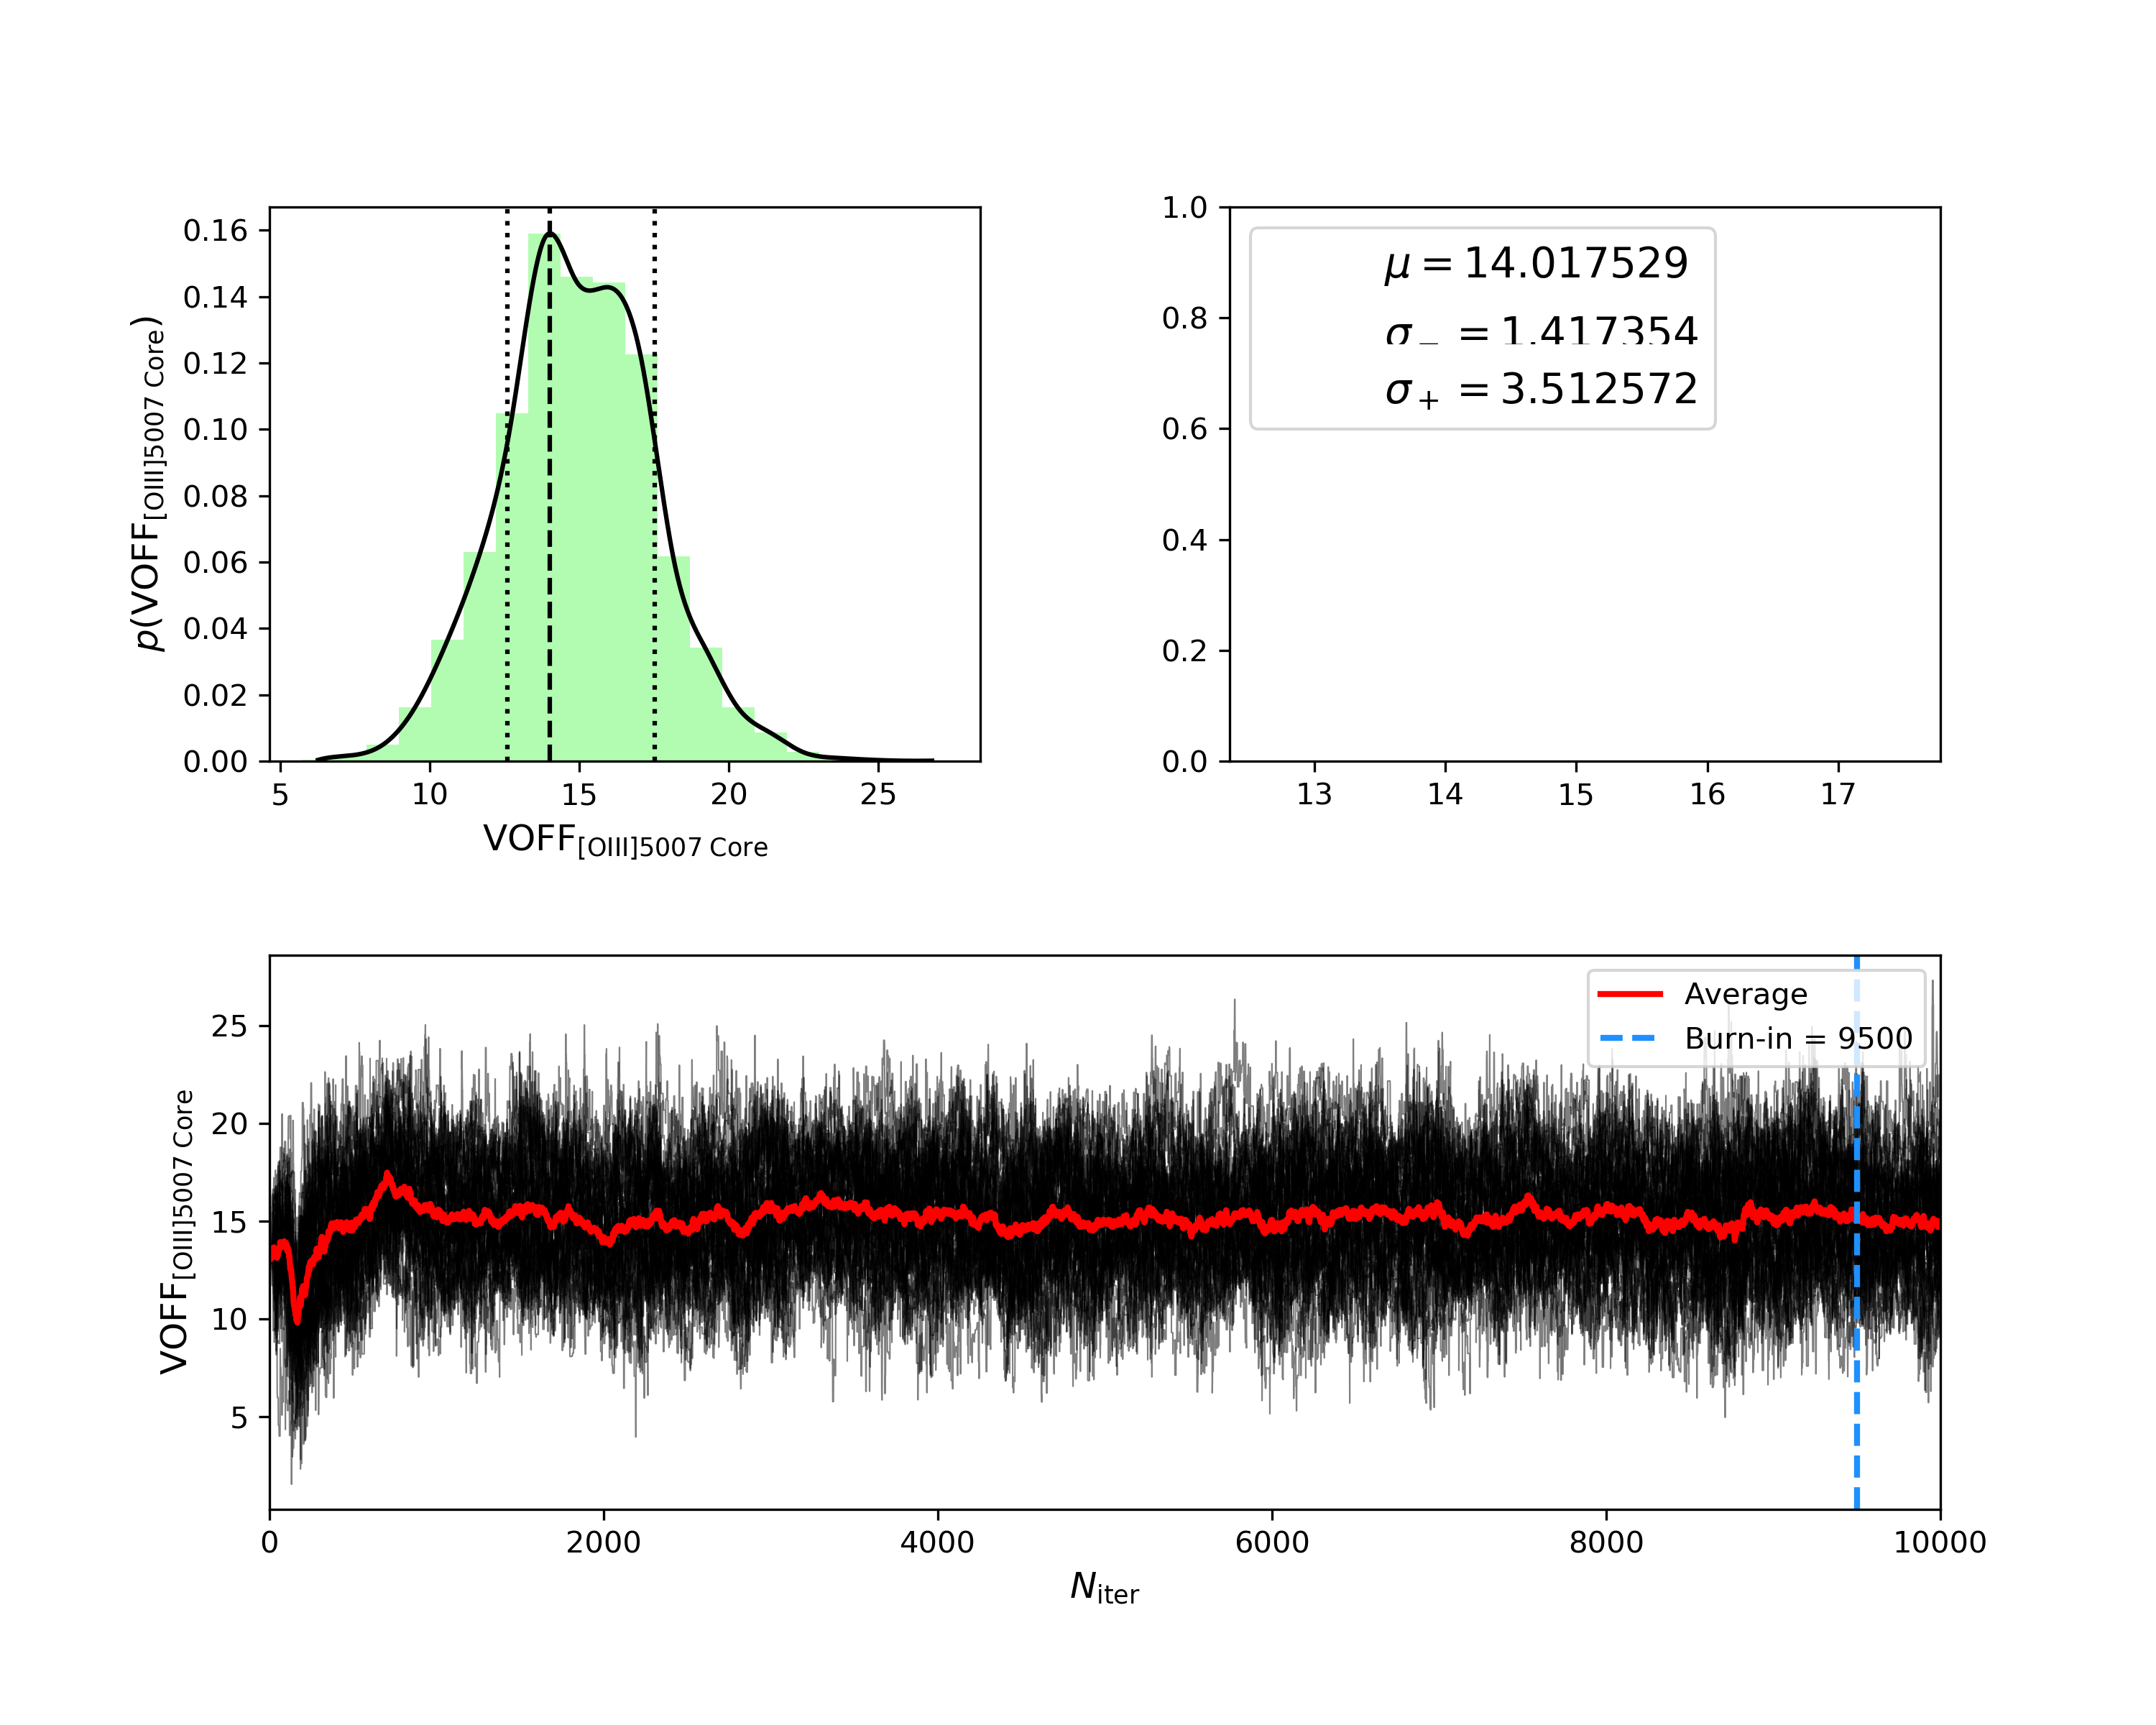 0.16
0.14
0.12
0.10
0.08
0.06
0.04
0.02
0.00
p(VOFF[OIII]5007 Core)
5 10 15 20 25
VOFF[OIII]5007 Core
1.0
0.8
0.6
0.4
0.2
0.0
μ = 14.017529
σ− = 1.417354
σ+ = 3.512572
13 14 15 16 17
25
20
15
10
5
VOFF[OIII]5007 Core
Average
Burn-in = 9500
0 2000 4000 6000 8000 10000
Niter